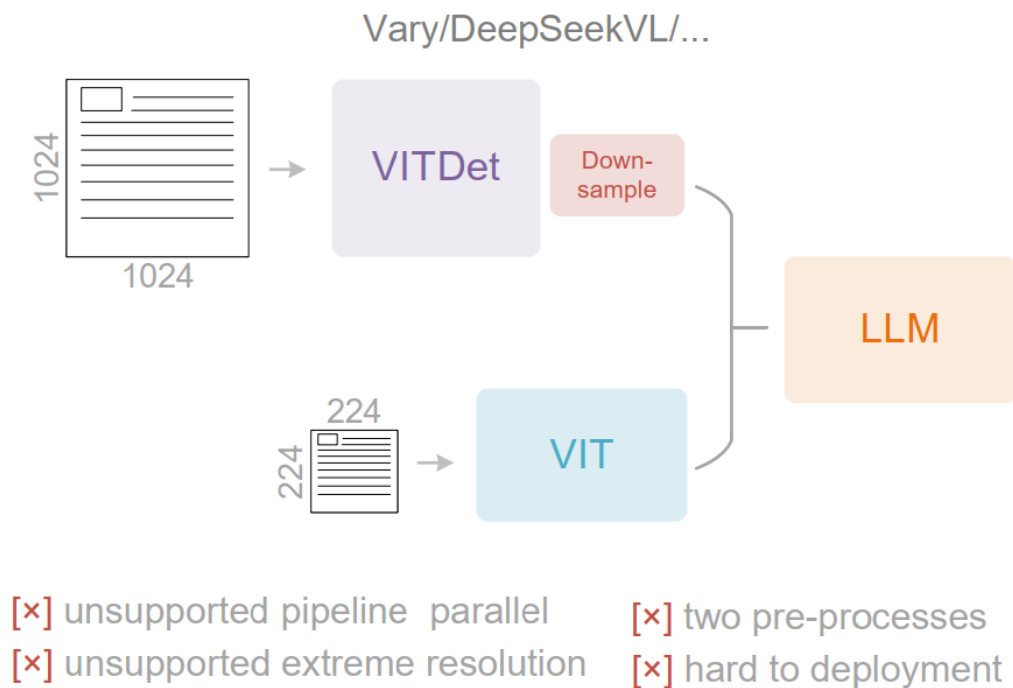 Vary/DeepSeekVL/...
1024
1024
VITDet
Down-
sample
LLM
224
224
VIT
[×] unsupported pipeline parallel
[×] two pre-processes
[×] unsupported extreme resolution
[×] hard to deployment